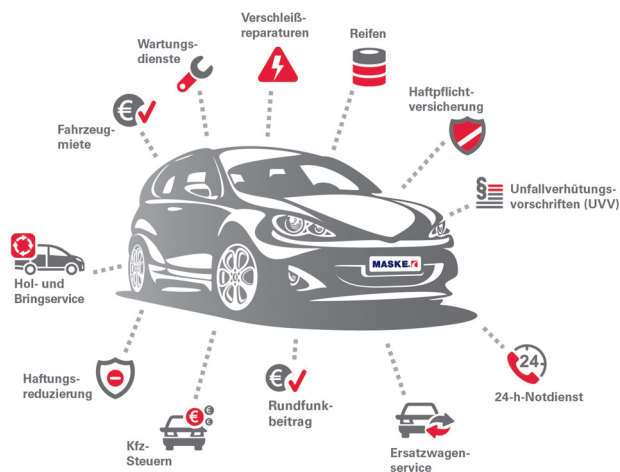 Verschleiß-
reparaturen
Reifen
Wartungs-
dienste
Haftpflicht-
versicherung
€
Fahrzeug-
miete
§
Unfallverhütungs-
vorschriften (UVV)
MASKE
Hol- und
Bringservice
24
24-h-Notdienst
Haftungs-
reduzierung
€
Rundfunk-
beitrag
€
€
€
Kfz-
Steuern
Ersatzwagen-
service